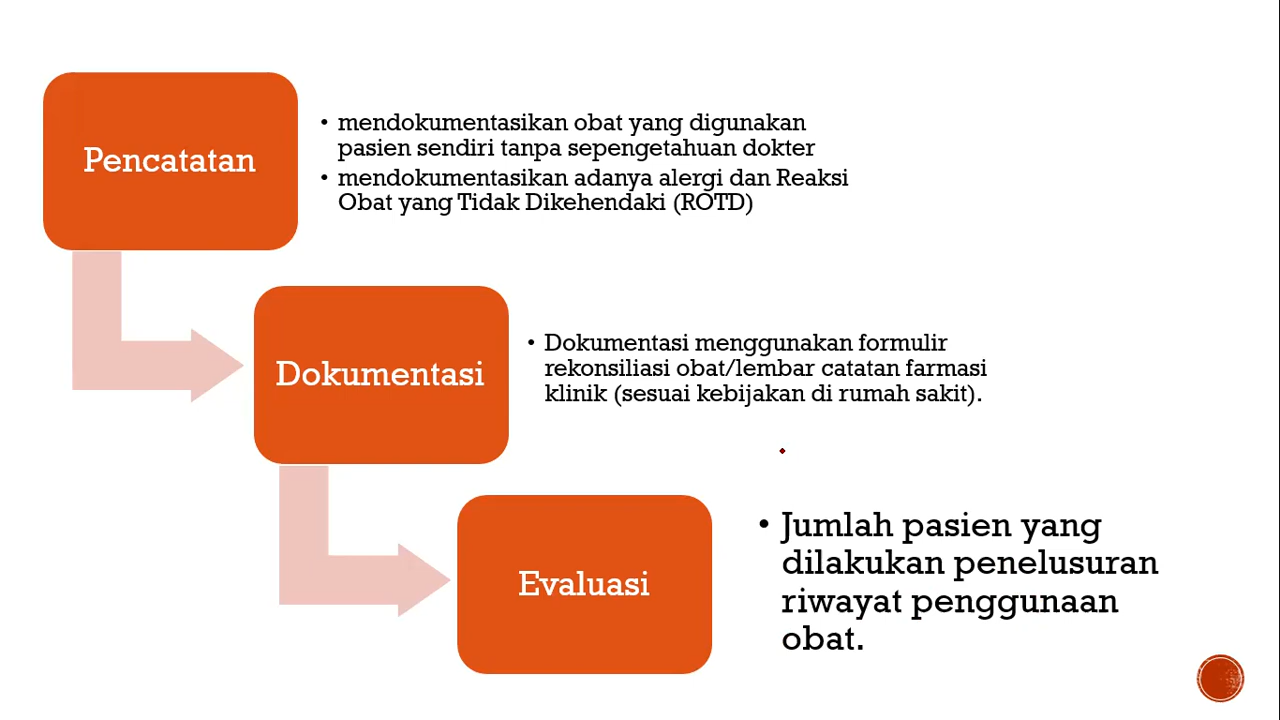 Pencatatan
• mendokumentasikan obat yang digunakan
pasien sendiri tanpa sepengetahuan dokter
• mendokumentasikan adanya alergi dan Reaksi
Obat yang Tidak Dikehendaki (ROTD)
Dokumentasi
• Dokumentasi menggunakan formulir
rekonsiliasi obat/lembar catatan farmasi
klinik (sesuai kebijakan di rumah sakit).
Evaluasi
• Jumlah pasien yang
dilakukan penelusuran
riwayat penggunaan
obat.